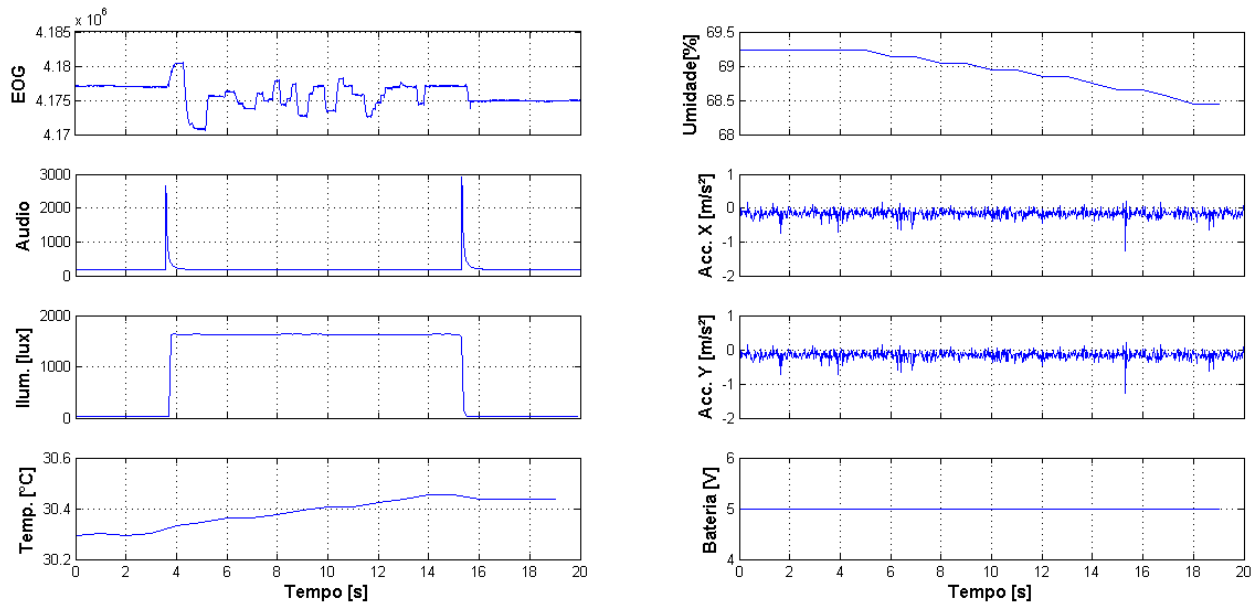 x 10⁶
4.185
4.18
4.175
4.17
EOG
3000
2000
1000
0
Audio
2000
1000
0
Ilum. [lux]
30.6
30.4
30.2
Temp. [°C]
0 2 4 6 8 10 12 14 16 18 20
Tempo [s]
69.5
69
68.5
68
Umidade[%]
1
0
-1
-2
Acc. X [m/s²]
1
0
-1
-2
Acc. Y [m/s²]
6
5
4
Bateria [V]
0 2 4 6 8 10 12 14 16 18 20
Tempo [s]